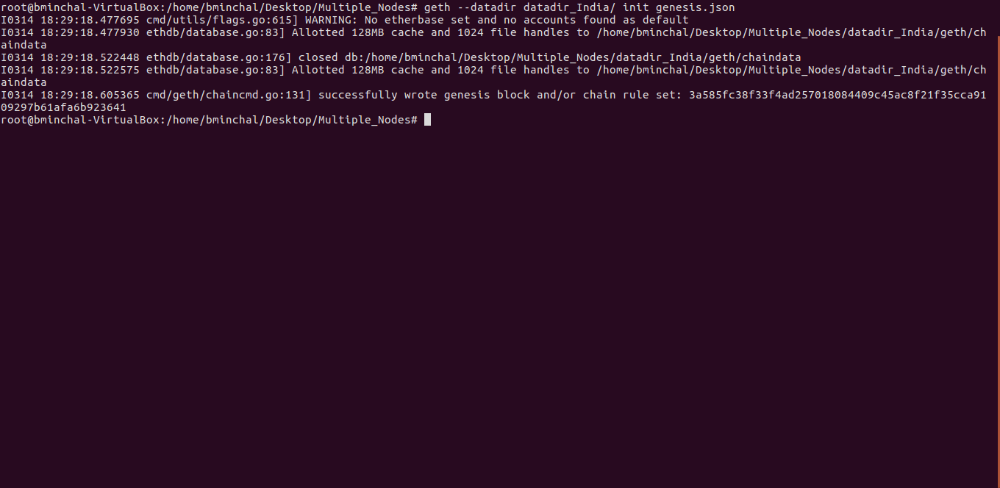 root@bminchal-VirtualBox:/home/bminchal/Desktop/Multiple_Nodes# geth --datadir datadir_India/ init genesis.json
I0314 18:29:18.477695 cmd/utils/flags.go:615] WARNING: No etherbase set and no accounts found as default
I0314 18:29:18.477930 ethdb/database.go:83] Allotted 128MB cache and 1024 file handles to /home/bminchal/Desktop/Multiple_Nodes/datadir_India/geth/ch
aindata
I0314 18:29:18.522448 ethdb/database.go:176] closed db:/home/bminchal/Desktop/Multiple_Nodes/datadir_India/geth/chaindata
I0314 18:29:18.522575 ethdb/database.go:83] Allotted 128MB cache and 1024 file handles to /home/bminchal/Desktop/Multiple_Nodes/datadir_India/geth/ch
aindata
I0314 18:29:18.605365 cmd/geth/chaincmd.go:131] successfully wrote genesis block and/or chain rule set: 3a585fc38f33f4ad257018084409c45ac8f21f35cca91
09297b61afa6b923641
root@bminchal-VirtualBox:/home/bminchal/Desktop/Multiple_Nodes#